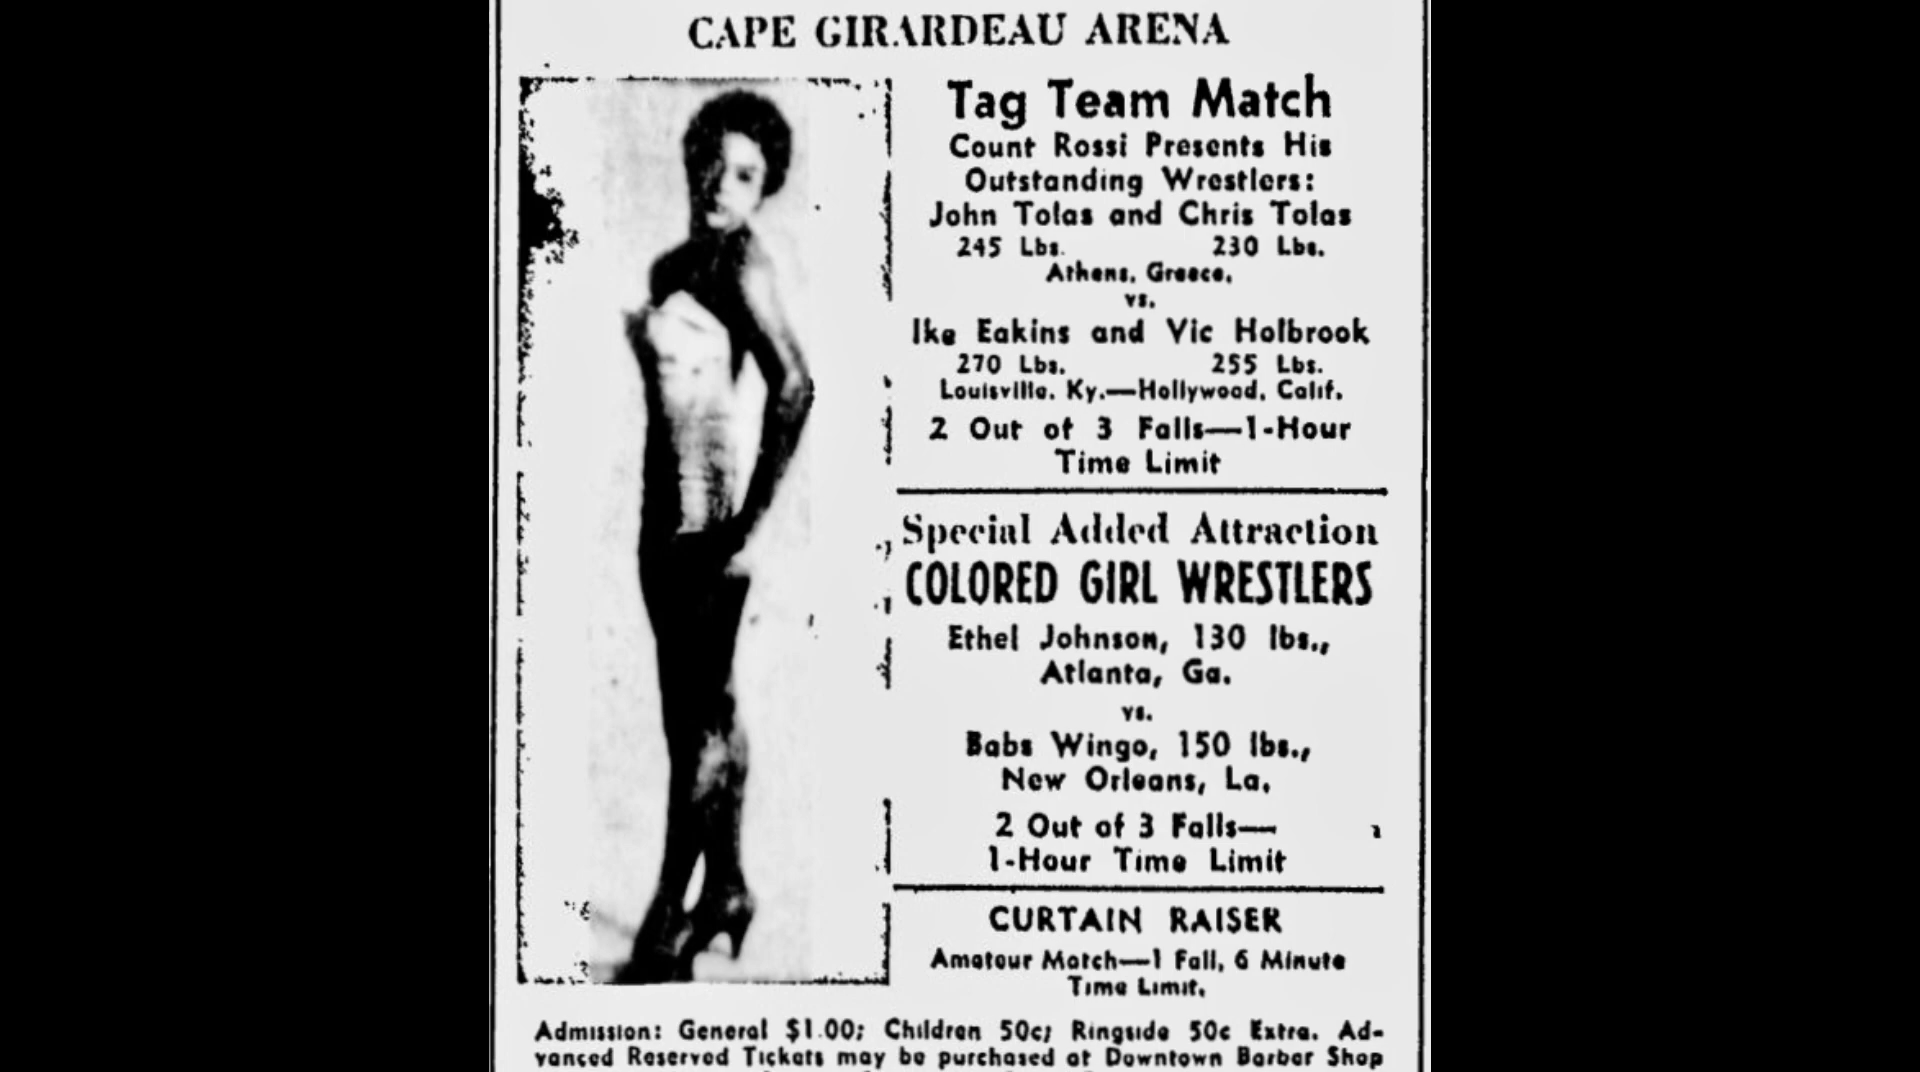 CAPE GIRARDEAU ARENA
Tag Team Match
Count Rossi Presents His
Outstanding Wrestlers:
John Tolas and Chris Tolas
245 Lbs. 230 Lbs.
Athens, Greece,
vs.
Ike Eakins and Vic Holbrook
270 Lbs. 255 Lbs.
Louisville, Ky.—Hollywood, Calif.
2 Out of 3 Falls—1-Hour
Time Limit
Special Added Attraction
COLORED GIRL WRESTLERS
Ethel Johnson, 130 lbs.,
Atlanta, Ga.
vs.
Babs Wingo, 150 lbs.,
New Orleans, La.
2 Out of 3 Falls—
1-Hour Time Limit
CURTAIN RAISER
Amateur Match—1 Fall, 6 Minute
Time Limit.
Admission: General $1.00; Children 50c; Ringside 50c Extra. Ad-
vanced Reserved Tickets may be purchased at Downtown Barber Shop